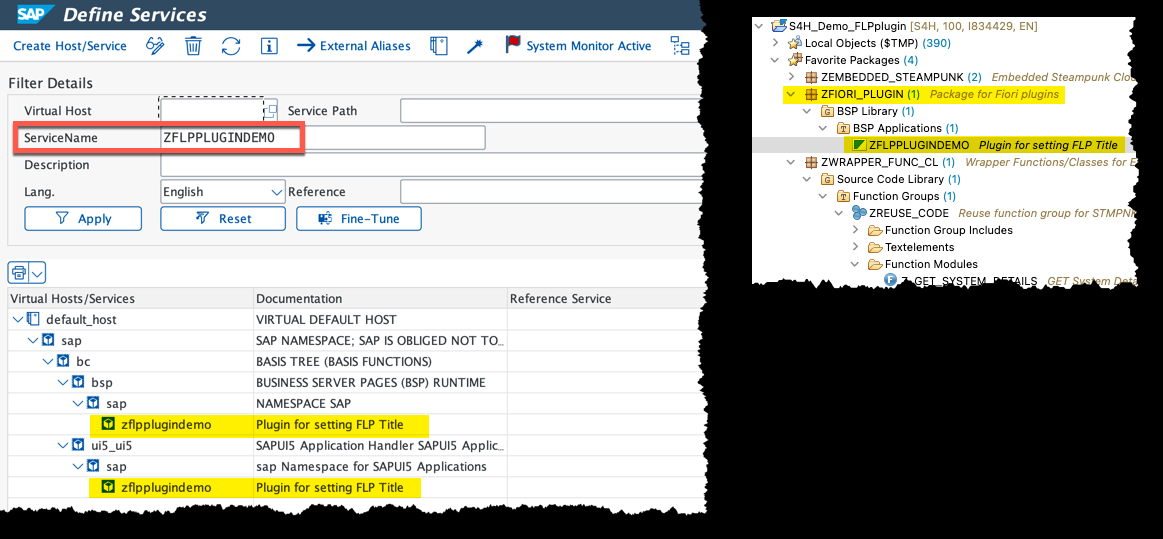 SAP Define Services
Create Host/Service External Aliases System Monitor Active
Filter Details
Virtual Host Service Path
ServiceName ZFLPPLUGINDEMO
Description
Lang. English Reference
Apply Reset Fine-Tune
Virtual Hosts/Services Documentation Reference Service
default_host VIRTUAL DEFAULT HOST
sap SAP NAMESPACE; SAP IS OBLIGED NOT TO...
bc BASIS TREE (BASIS FUNCTIONS)
bsp BUSINESS SERVER PAGES (BSP) RUNTIME
sap NAMESPACE SAP
zflpplugindemo Plugin for setting FLP Title
ui5_ui5 SAPUI5 Application Handler SAPUI5 Applic...
sap sap Namespace for SAPUI5 Applications
zflpplugindemo Plugin for setting FLP Title
S4H_Demo_FLPplugin [S4H, 100, I834429, EN]
Local Objects ($TMP) (390)
Favorite Packages (4)
ZEMBEDDED_STEAMPUNK (2) Embedded Steampunk Clo
ZFIORI_PLUGIN (1) Package for Fiori plugins
BSP Library (1)
BSP Applications (1)
ZFLPPLUGINDEMO Plugin for setting FLP Title
ZWRAPPER_FUNC_CL (1) Wrapper Functions/Classes for E
Source Code Library (1)
Function Groups (1)
ZREUSE_CODE Reuse function group for STMPNK
Function Group Includes
Textelements
Function Modules
Z_GET_SYSTEM_DETAILS GET System Deta